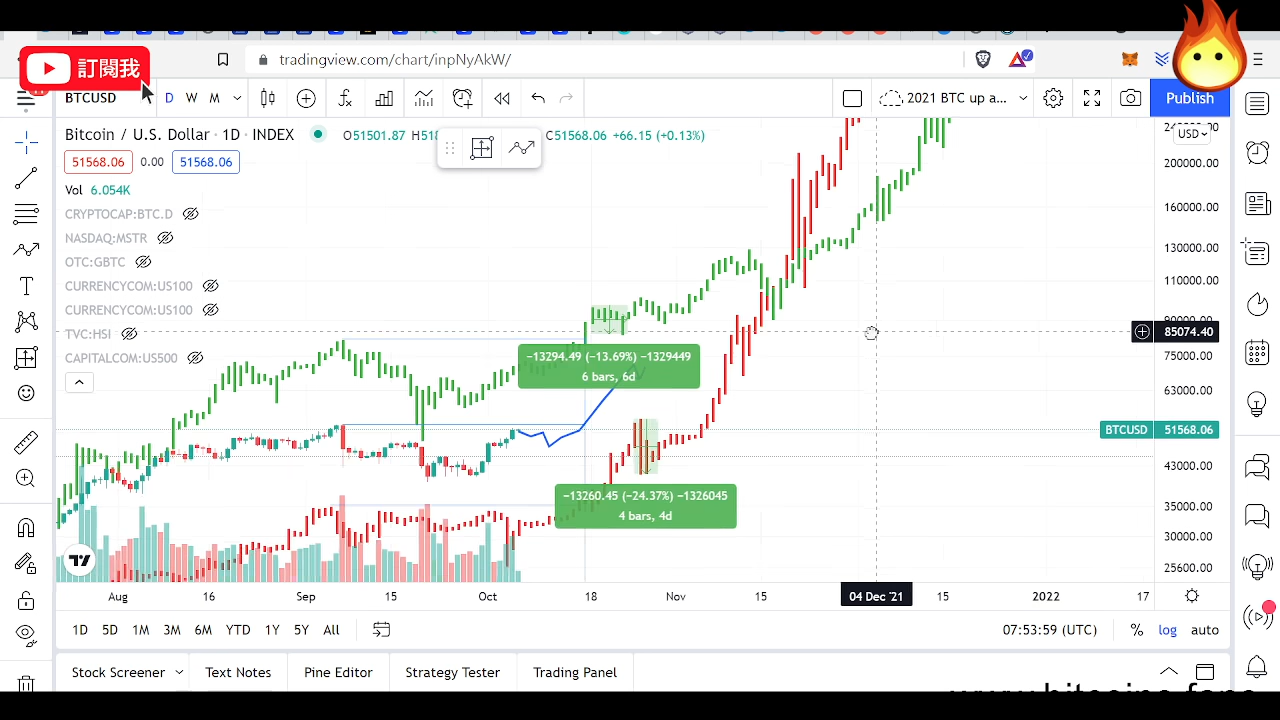 訂閱我
tradingview.com/chart/inpNyAkW/
BTCUSD
D W M
2021 BTC up a...
Publish
Bitcoin / U.S. Dollar · 1D · INDEX
O51501.87 H51
C51568.06 +66.15 (+0.13%)
51568.06 0.00 51568.06
Vol 6.054K
CRYPTOCAP:BTC.D
NASDAQ:MSTR
OTC:GBTC
CURRENCYCOM:US100
CURRENCYCOM:US100
TVC:HSI
CAPITALCOM:US500
USD
200000.00
160000.00
130000.00
110000.00
90000.00
85074.40
75000.00
63000.00
BTCUSD 51568.06
43000.00
35000.00
30000.00
25600.00
−13294.49 (−13.69%) −1329449
6 bars, 6d
−13260.45 (−24.37%) −1326045
4 bars, 4d
Aug 16 Sep 15 Oct 18 Nov 15 04 Dec '21 15 2022 17
1D 5D 1M 3M 6M YTD 1Y 5Y All
07:53:59 (UTC) % log auto
Stock Screener Text Notes Pine Editor Strategy Tester Trading Panel